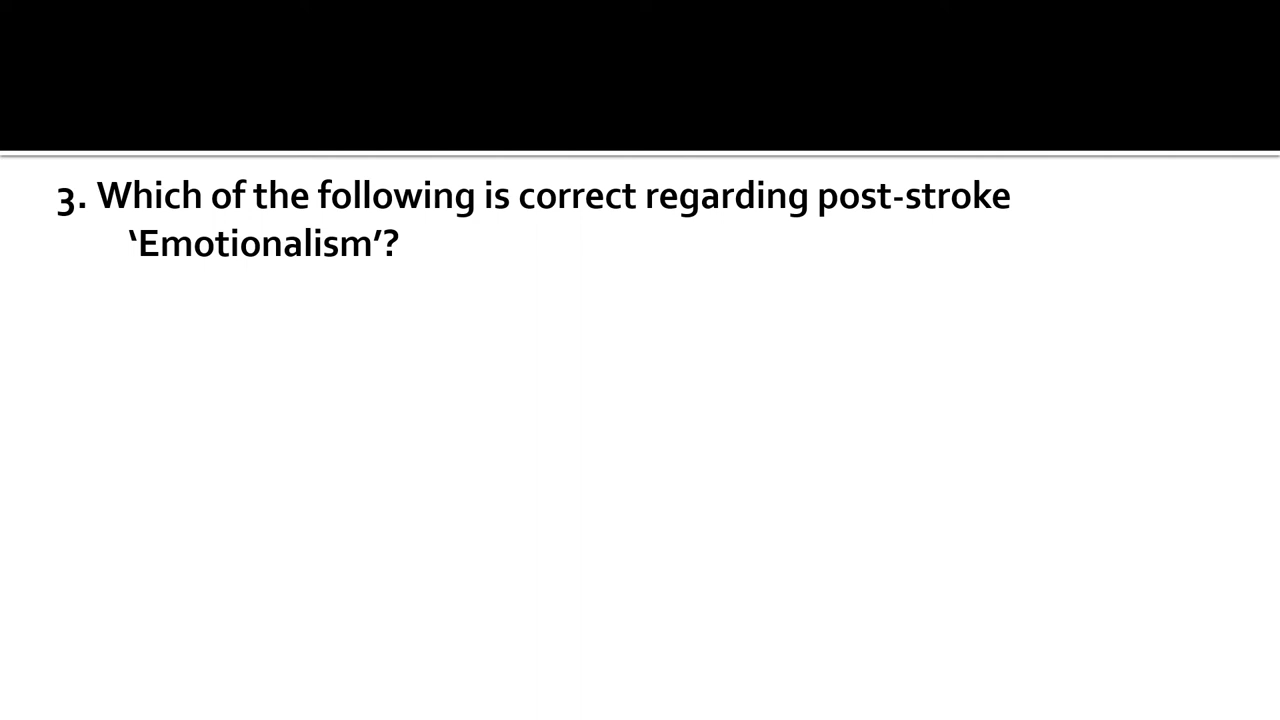 3. Which of the following is correct regarding post-stroke
‘Emotionalism’?